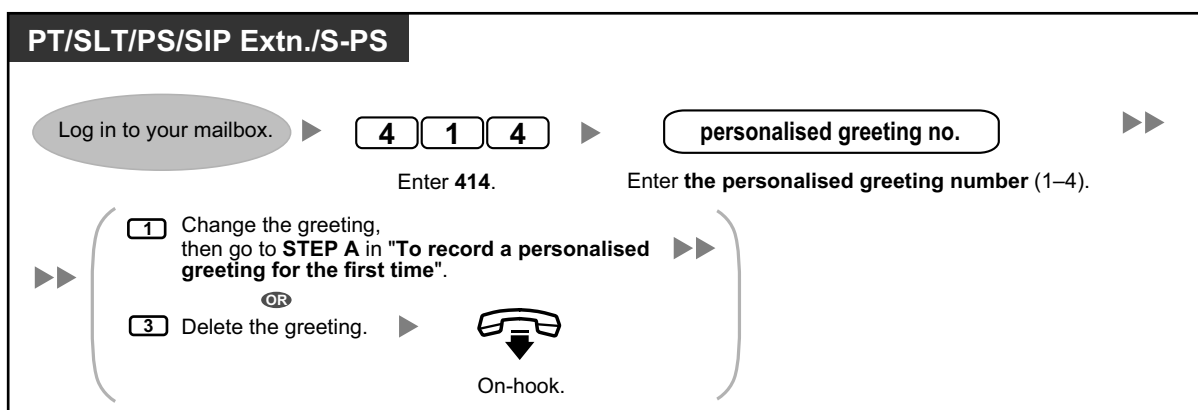 PT/SLT/PS/SIP Extn./S-PS
Log in to your mailbox.
4 1 4
personalised greeting no.
Enter 414.
Enter the personalised greeting number (1–4).
1 Change the greeting,
then go to STEP A in "To record a personalised
greeting for the first time".
OR
3 Delete the greeting.
On-hook.